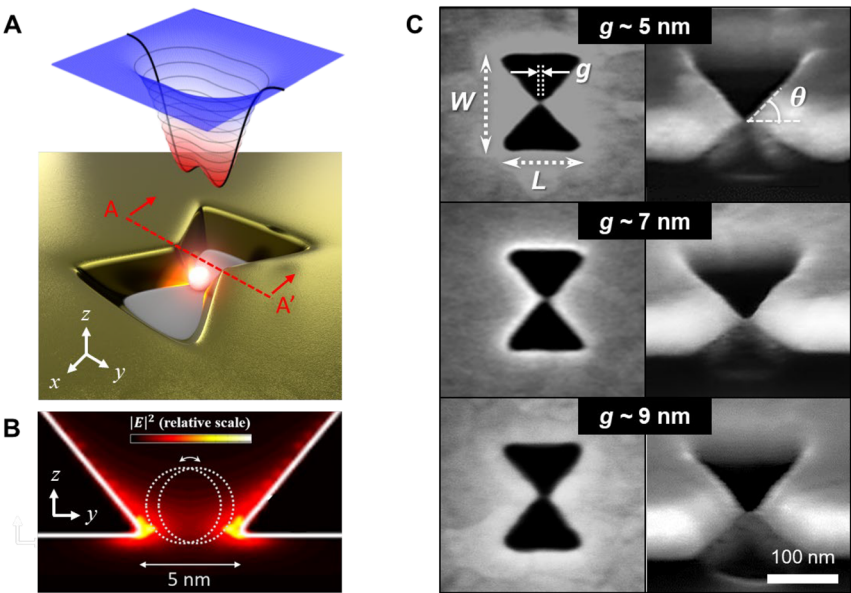 A
A
A'
z
x
y
B
|E|² (relative scale)
z
y
5 nm
C
g ~ 5 nm
g
W
L
θ
g ~ 7 nm
g ~ 9 nm
100 nm